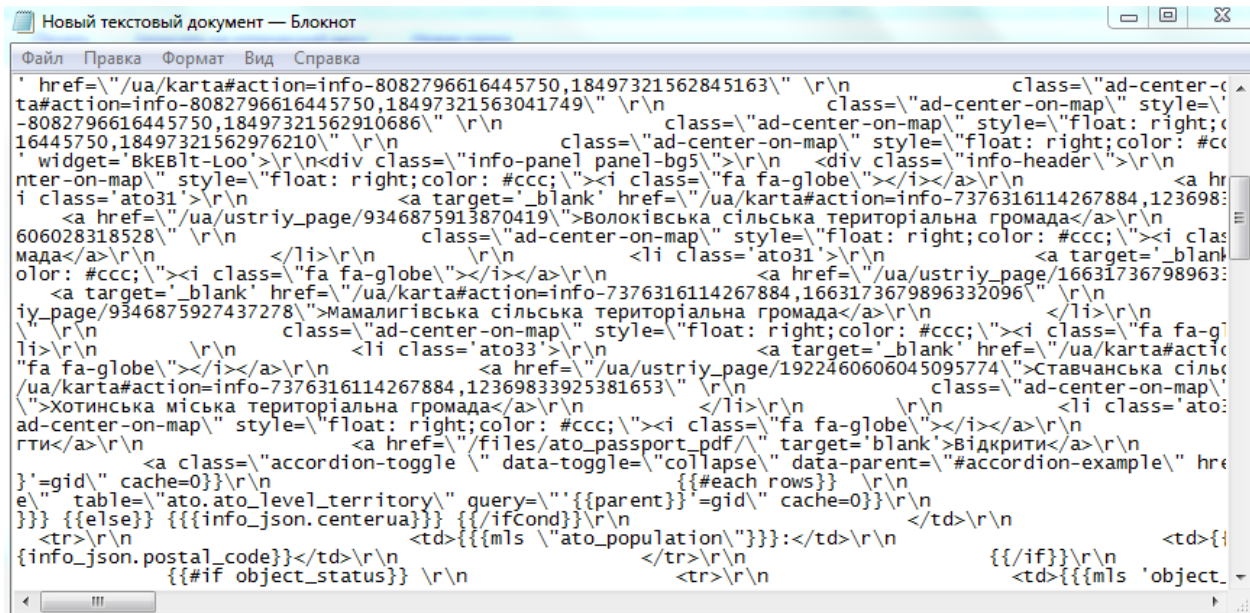 Новый текстовый документ — Блокнот
Файл Правка Формат Вид Справка
' href=\"/ua/karta#action=info-8082796616445750,18497321562845163\" \r\n class=\"ad-center-
ta#action=info-8082796616445750,18497321563041749\" \r\n class=\"ad-center-on-map\" style=\"
-8082796616445750,18497321562910686\" \r\n class=\"ad-center-on-map\" style=\"float: right;
16445750,18497321562976210\" \r\n class=\"ad-center-on-map\" style=\"float: right;color: #cc
' widget='BkEBlt-Loo'>\r\n<div class=\"info-panel panel-bg5\">\r\n <div class=\"info-header\">\r\n
nter-on-map\" style=\"float: right;color: #ccc;\"><i class=\"fa fa-globe\"></i></a>\r\n <a hr
i class='ato31'>\r\n <a target='_blank' href=\"/ua/karta#action=info-7376316114267884,1236983
<a href=\"/ua/ustriy_page/9346875913870419\">Волоківська сільська територіальна громада</a>\r\n
606028318528\" \r\n class=\"ad-center-on-map\" style=\"float: right;color: #ccc;\"><i clas
мада</a>\r\n </li>\r\n \r\n <li class='ato31'>\r\n <a target='_blank
olor: #ccc;\"><i class=\"fa fa-globe\"></i></a>\r\n <a href=\"/ua/ustriy_page/166317367989633
<a target='_blank' href=\"/ua/karta#action=info-7376316114267884,1663173679896332096\" \r\n
iy_page/9346875927437278\">Мамалигівська сільська територіальна громада</a>\r\n </li>\r\n
\" \r\n class=\"ad-center-on-map\" style=\"float: right;color: #ccc;\"><i class=\"fa fa-gl
li>\r\n \r\n <li class='ato33'>\r\n <a target='_blank' href=\"/ua/karta#actio
"fa fa-globe\"></i></a>\r\n <a href=\"/ua/ustriy_page/1922460606045095774\">Ставчанська сільс
/ua/karta#action=info-7376316114267884,12369833925381653\" \r\n class=\"ad-center-on-map\"
\">Хотинська міська територіальна громада</a>\r\n </li>\r\n \r\n <li class='ato3
ad-center-on-map\" style=\"float: right;color: #ccc;\"><i class=\"fa fa-globe\"></i></a>\r\n
гти</a>\r\n <a href=\"/files/ato_passport_pdf/\" target='blank'>Відкрити</a>\r\n
<a class=\"accordion-toggle \" data-toggle=\"collapse\" data-parent=\"#accordion-example\" hre
}'=gid\" cache=0}}\r\n {{#each rows}} \r\n
e\" table=\"ato.ato_level_territory\" query=\"'{{parent}}'=gid\" cache=0}}\r\n
}}} {{else}} {{{info_json.centerua}}} {{/ifCond}}\r\n </td>\r\n
<tr>\r\n <td>{{{mls \"ato_population\"}}}:</td>\r\n <td>{{
{info_json.postal_code}}</td>\r\n </tr>\r\n {{/if}}\r\n
{{#if object_status}} \r\n <tr>\r\n <td>{{{mls 'object_